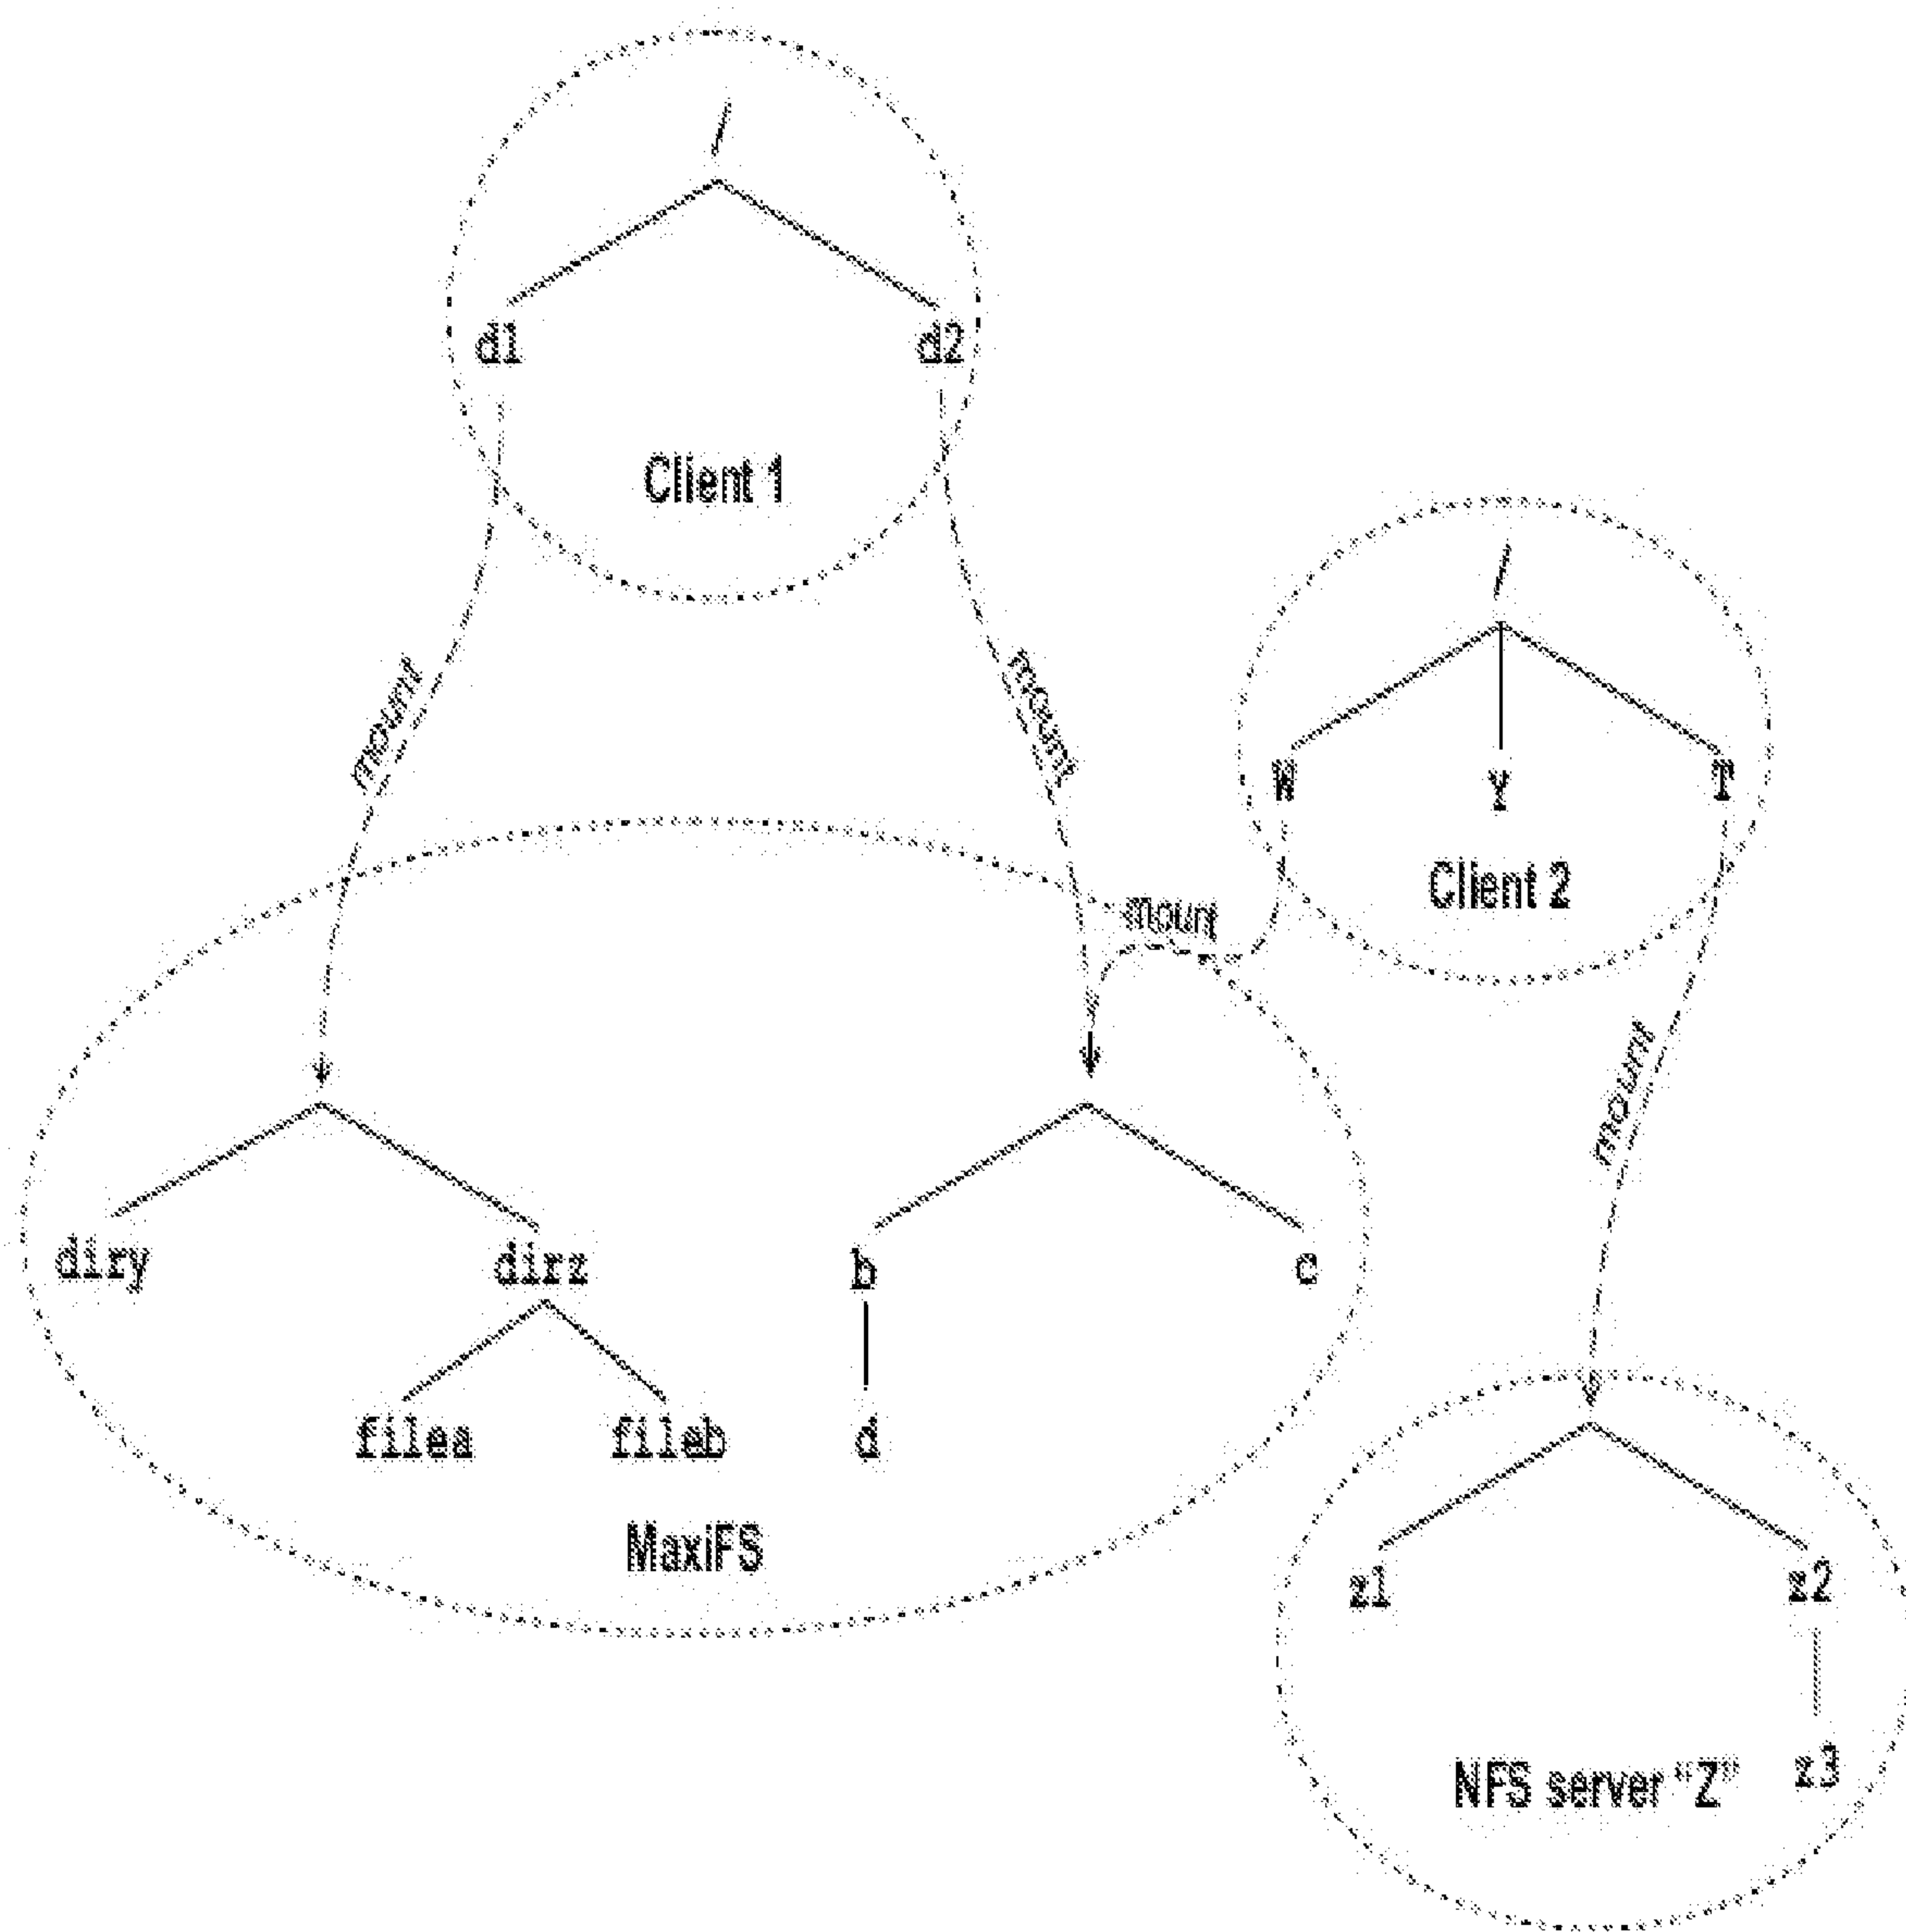 /
d1 d2
Client 1
/
mount mount
W Y T
Client 2
mount
mount
diry dirz b c
filea fileb d
MaxiFS
z1 z2
z3
NFS server "Z"